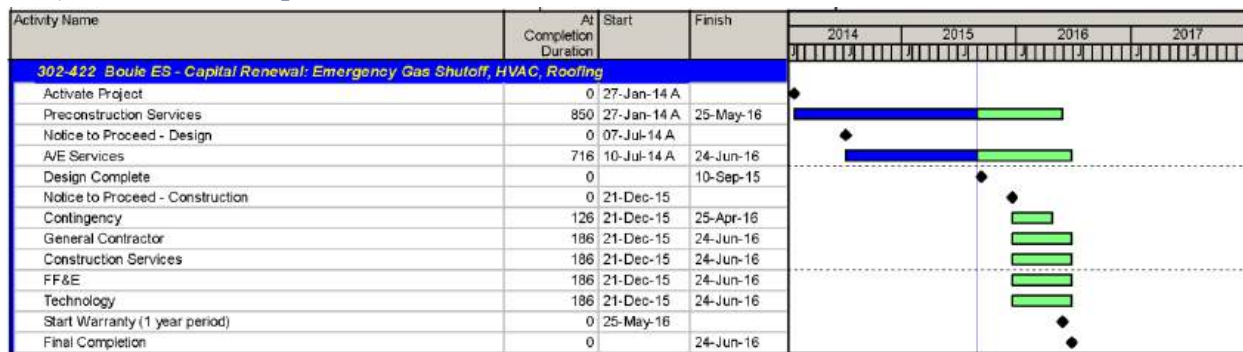 Activity Name At Completion Duration Start Finish 2014 2015 2016 2017
J J J J J J J J
302-422 Bouie ES - Capital Renewal: Emergency Gas Shutoff, HVAC, Roofing
Activate Project 0 27-Jan-14 A
Preconstruction Services 850 27-Jan-14 A 25-May-16
Notice to Proceed - Design 0 07-Jul-14 A
A/E Services 716 10-Jul-14 A 24-Jun-16
Design Complete 0 10-Sep-15
Notice to Proceed - Construction 0 21-Dec-15
Contingency 126 21-Dec-15 25-Apr-16
General Contractor 186 21-Dec-15 24-Jun-16
Construction Services 186 21-Dec-15 24-Jun-16
FF&E 186 21-Dec-15 24-Jun-16
Technology 186 21-Dec-15 24-Jun-16
Start Warranty (1 year period) 0 25-May-16
Final Completion 0 24-Jun-16